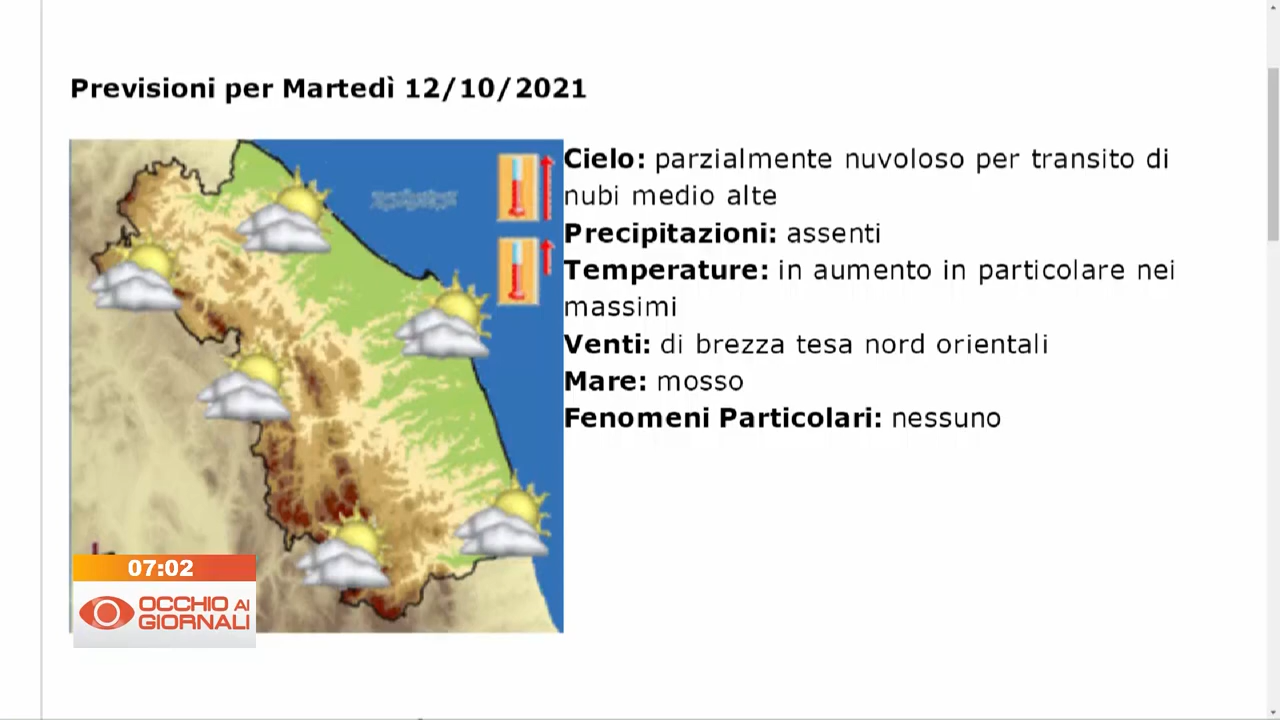 Previsioni per Martedì 12/10/2021
Cielo: parzialmente nuvoloso per transito di
nubi medio alte
Precipitazioni: assenti
Temperature: in aumento in particolare nei
massimi
Venti: di brezza tesa nord orientali
Mare: mosso
Fenomeni Particolari: nessuno
07:02
OCCHIO AI
GIORNALI